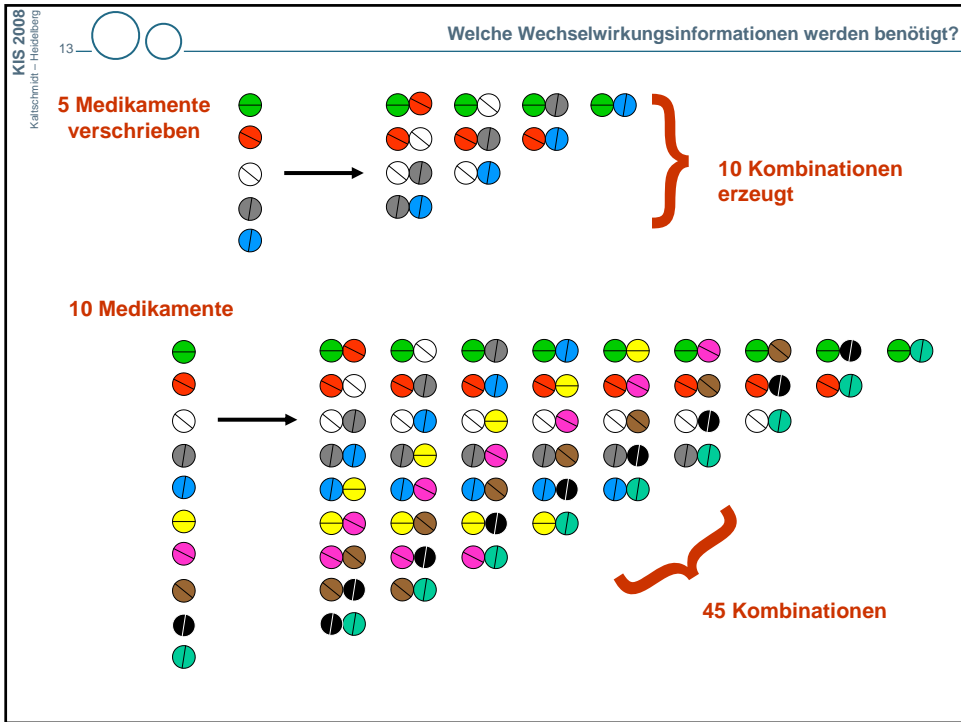 KIS 2008
Kaltschmidt – Heidelberg
13
Welche Wechselwirkungsinformationen werden benötigt?
5 Medikamente
verschrieben
10 Kombinationen
erzeugt
10 Medikamente
45 Kombinationen